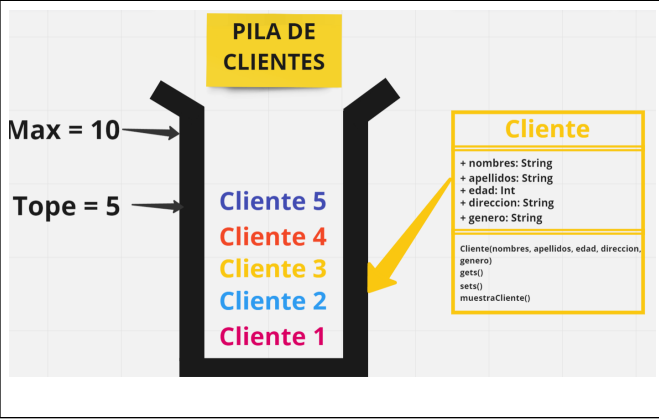 PILA DE
CLIENTES
Max = 10
Tope = 5
Cliente 5
Cliente 4
Cliente 3
Cliente 2
Cliente 1
Cliente
+ nombres: String
+ apellidos: String
+ edad: Int
+ direccion: String
+ genero: String
Cliente(nombres, apellidos, edad, direccion,
genero)
gets()
sets()
muestraCliente()